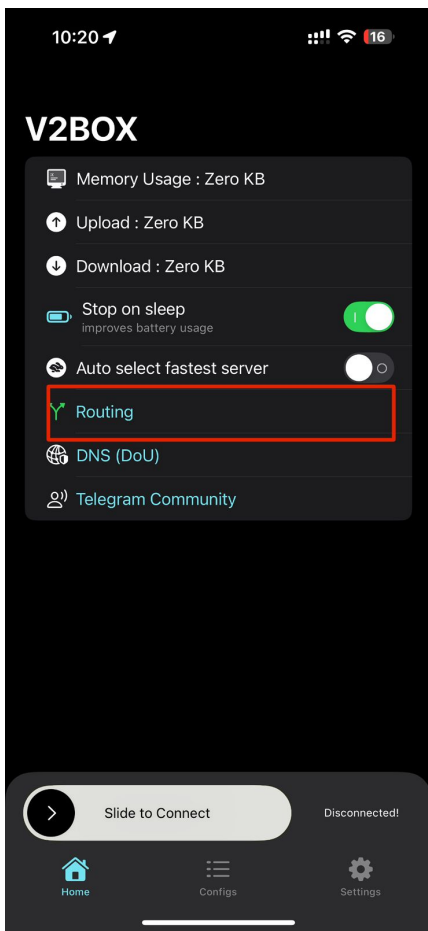 10:20
16
V2BOX
Memory Usage : Zero KB
Upload : Zero KB
Download : Zero KB
Stop on sleep
improves battery usage
Auto select fastest server
Routing
DNS (DoU)
Telegram Community
Slide to Connect
Disconnected!
Home
Configs
Settings